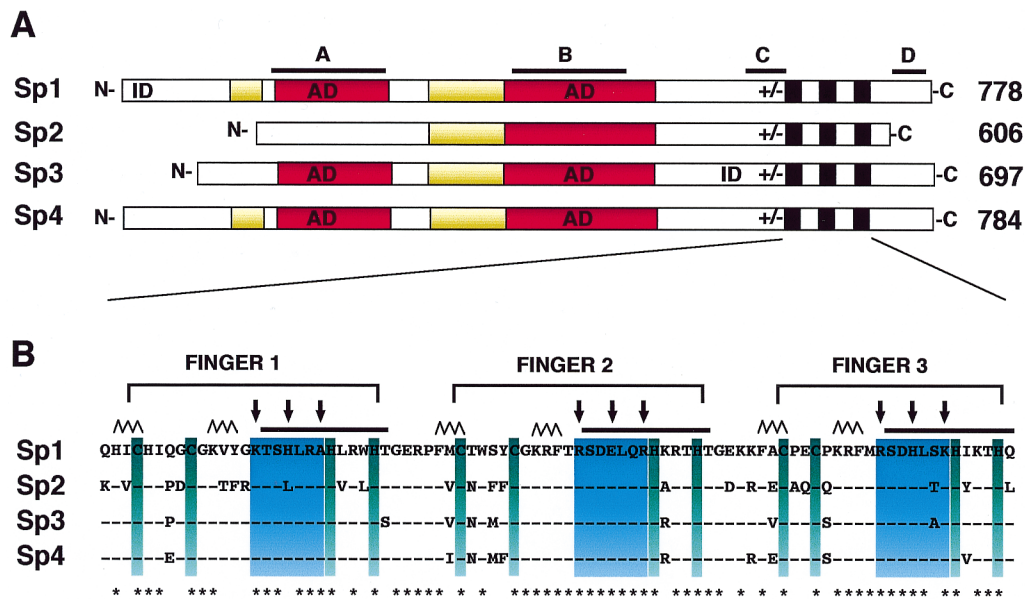 A
A B C D
Sp1 N- ID AD AD +/- -C 778
Sp2 N- +/- -C 606
Sp3 N- AD AD ID +/- -C 697
Sp4 N- AD AD +/- -C 784
B
FINGER 1 FINGER 2 FINGER 3
Sp1 QHICHIQGCGKVYGKTSHLRAHLRWHTGERPFMCTWSYCGKRFTRSDELQRHKRTHTGEKKFACPECPKRFMRSDHLSKHIKTHQ
Sp2 K-V---PD---TFR---L----V-L-------V-N-FF--------------A-----D-R-E-AQ-Q---------T--Y---L
Sp3 ------P-------------------S-----V-N-M---------------R---------V----S---------A-------
Sp4 ------E-------------------------I-N-MF--------------R-------R-E----S------------V----
* *** *** *** **** * * ***** * * ************** ***** * * * * ********* ** ***